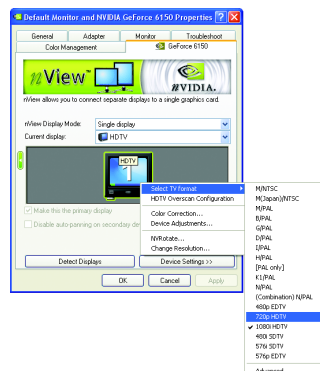 Default Monitor and NVIDIA GeForce 6150 Properties
General Adapter Monitor Troubleshoot
Color Management GeForce 6150
nView
NVIDIA.
nView allows you to connect separate displays to a single graphics card.
nView Display Mode: Single display
Current display: HDTV
HDTV
1
Make this the primary display
Disable auto-panning on secondary
Detect Displays Device Settings >>
OK Cancel Apply
Select TV format
HDTV Overscan Configuration
Color Correction...
Device Adjustments...
NVRotate...
Change Resolution...
M/NTSC
M(Japan)/NTSC
M/PAL
B/PAL
G/PAL
D/PAL
I/PAL
H/PAL
[PAL only]
K1/PAL
N/PAL
(Combination) N/PAL
480p EDTV
720p HDTV
1080i HDTV
480i SDTV
576i SDTV
576p EDTV
Advanced